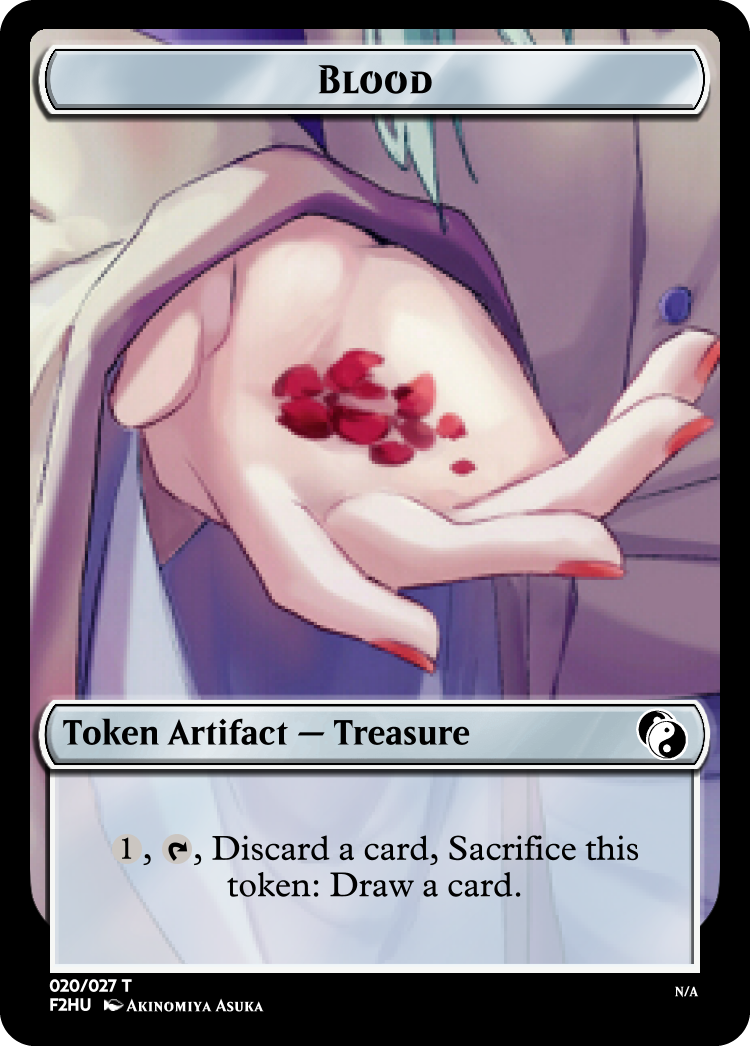 Blood
Token Artifact — Treasure
1, , Discard a card, Sacrifice this
token: Draw a card.
020/027 T
F2HU Akinomiya Asuka
N/A